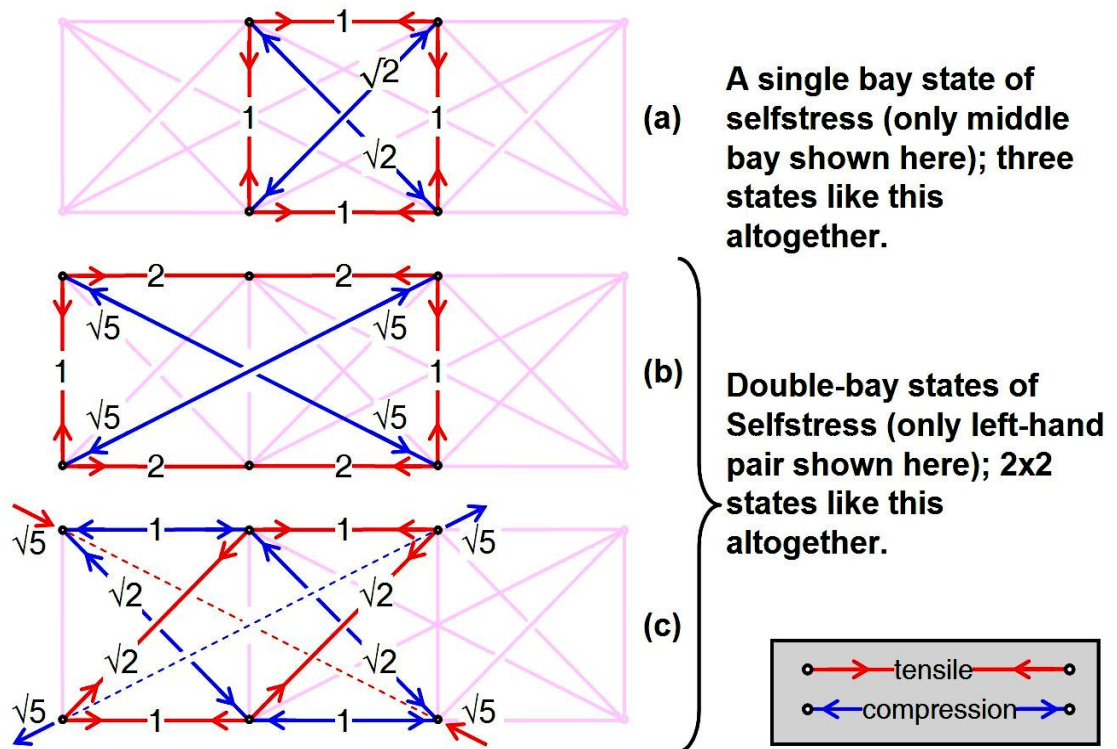 1
√2
1
1
√2
1
(a)
A single bay state of
selfstress (only middle
bay shown here); three
states like this
altogether.
2
2
√5
√5
1
1
√5
√5
2
2
(b)
Double-bay states of
Selfstress (only left-hand
pair shown here); 2x2
states like this
altogether.
√5
1
1
√5
√2
√2
√2
√2
√5
1
1
√5
(c)
tensile
compression